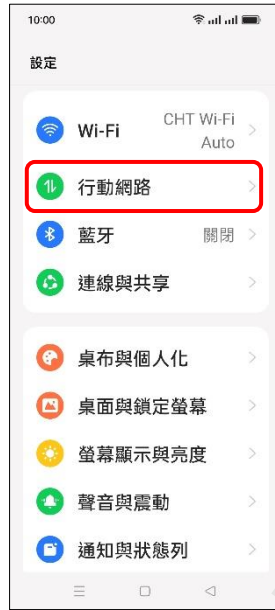 10:00
設定
Wi-Fi
CHT Wi-Fi
Auto
行動網路
藍牙
關閉
連線與共享
桌布與個人化
桌面與鎖定螢幕
螢幕顯示與亮度
聲音與震動
通知與狀態列